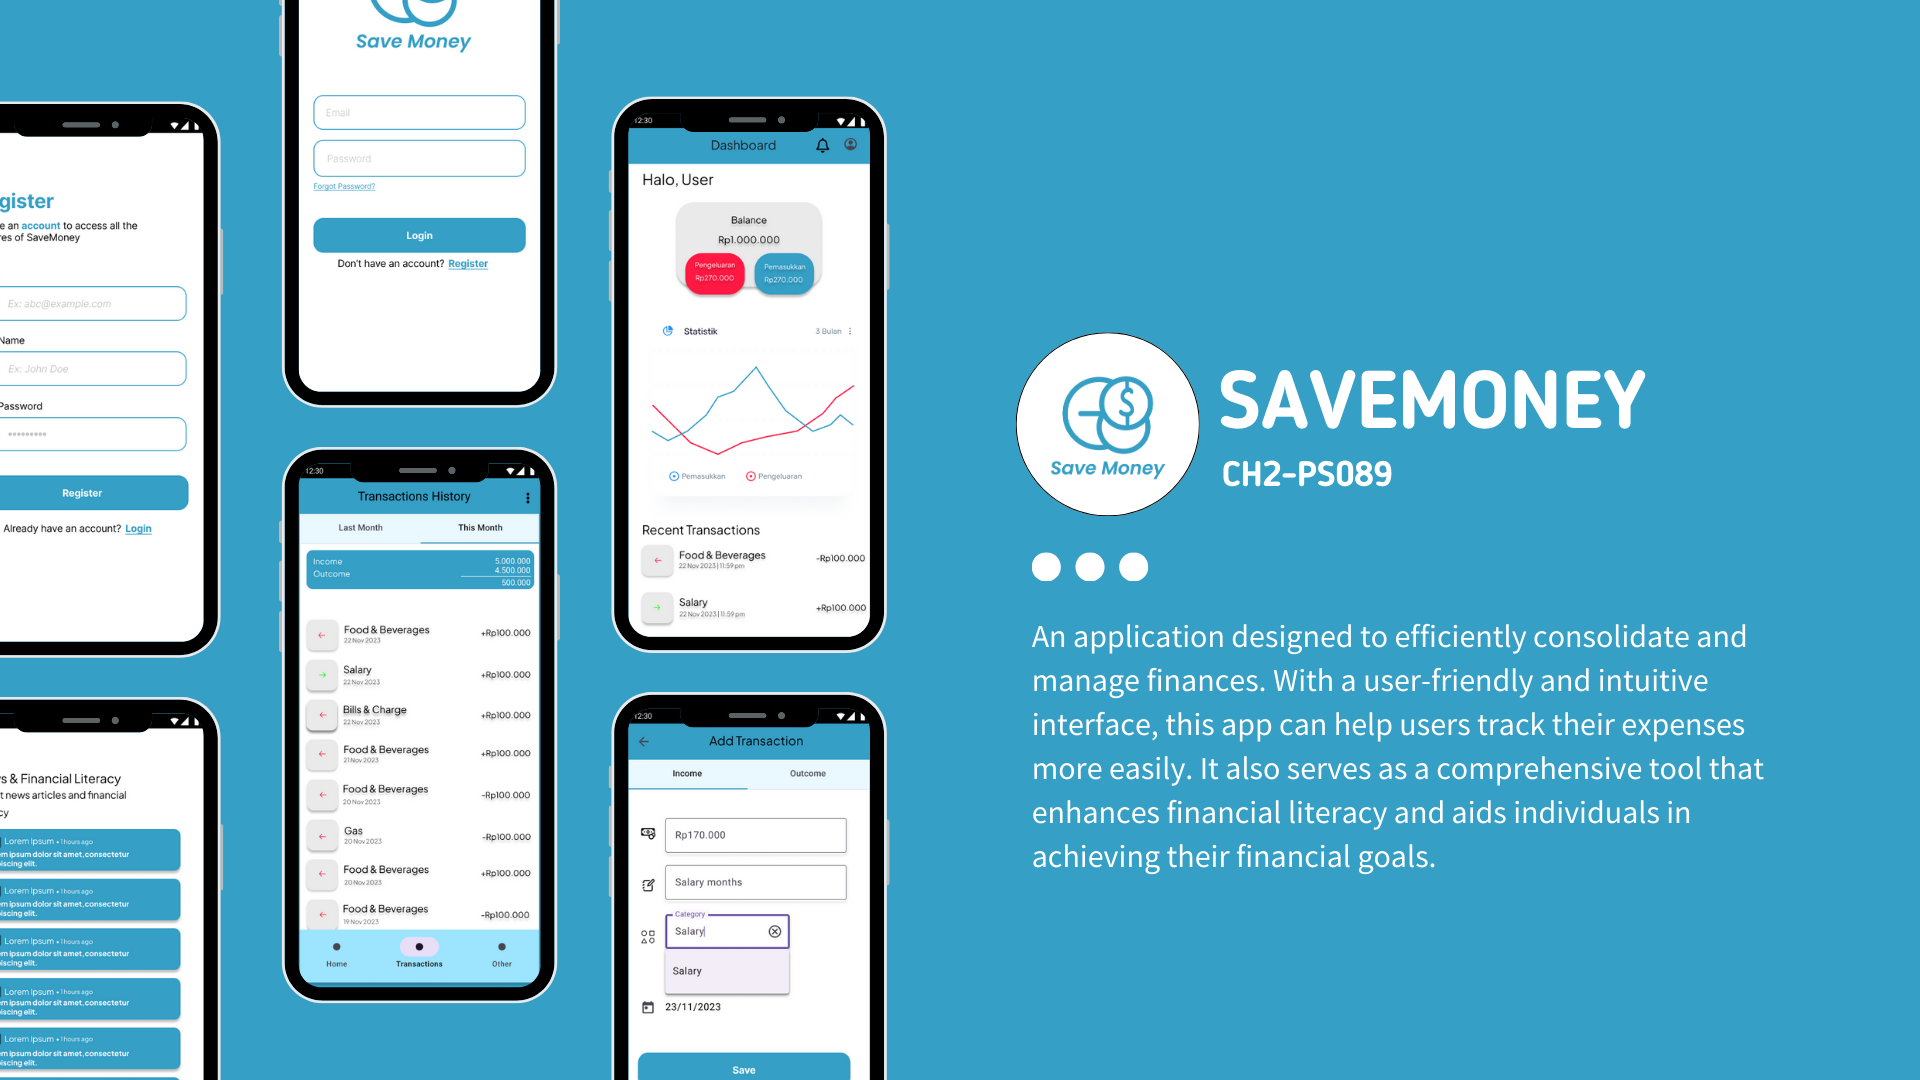 gister
e an account to access all the
res of SaveMoney
Ex: abc@example.com
Name
Ex: John Doe
Password
•••••••••
Register
Already have an account? Login
s & Financial Literacy
t news articles and financial
cy
Lorem Ipsum • 1 hours ago
em ipsum dolor sit amet, consectetur
piscing elit.
Lorem Ipsum • 1 hours ago
em ipsum dolor sit amet, consectetur
piscing elit.
Lorem Ipsum • 1 hours ago
em ipsum dolor sit amet, consectetur
piscing elit.
Lorem Ipsum • 1 hours ago
em ipsum dolor sit amet, consectetur
piscing elit.
Lorem Ipsum • 1 hours ago
em ipsum dolor sit amet, consectetur
piscing elit.
Save Money
Email
Password
Forgot Password?
Login
Don't have an account? Register
12:30
Transactions History
Last Month This Month
Income 5.000.000
Outcome 4.500.000
500.000
Food & Beverages +Rp100.000
22 Nov 2023
Salary +Rp100.000
22 Nov 2023
Bills & Charge +Rp100.000
22 Nov 2023
Food & Beverages +Rp100.000
21 Nov 2023
Food & Beverages -Rp100.000
20 Nov 2023
Gas -Rp100.000
20 Nov 2023
Food & Beverages +Rp100.000
20 Nov 2023
Food & Beverages -Rp100.000
19 Nov 2023
Home Transactions Other
12:30
Dashboard
Halo, User
Balance
Rp1.000.000
Pengeluaran
Rp270.000
Pemasukkan
Rp270.000
Statistik 3 Bulan
Pemasukkan Pengeluaran
Recent Transactions
Food & Beverages -Rp100.000
22 Nov 2023 | 11:59 pm
Salary +Rp100.000
22 Nov 2023 | 11:59 pm
12:30
Add Transaction
Income Outcome
Rp170.000
Salary months
Category
Salary
Salary
23/11/2023
Save
Save Money
SAVEMONEY
CH2-PS089
An application designed to efficiently consolidate and
manage finances. With a user-friendly and intuitive
interface, this app can help users track their expenses
more easily. It also serves as a comprehensive tool that
enhances financial literacy and aids individuals in
achieving their financial goals.